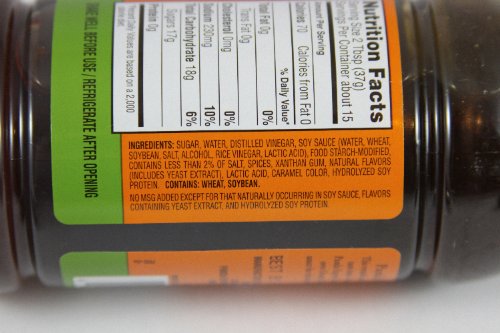 Nutrition Facts
Serving Size 2 Tbsp (37g)
Servings Per Container about 15
Amount Per Serving
Calories 70 Calories from Fat 0
% Daily Value*
Total Fat 0g 0%
Trans Fat 0g
Cholesterol 0mg 0%
Sodium 290mg 10%
Total Carbohydrate 18g 6%
Sugars 17g
Protein 0g
Percent Daily Values are based on a 2,000
SHAKE WELL BEFORE USE / REFRIGERATE AFTER OPENING
INGREDIENTS: SUGAR, WATER, DISTILLED VINEGAR, SOY SAUCE (WATER, WHEAT,
SOYBEAN, SALT, ALCOHOL, RICE VINEGAR, LACTIC ACID), FOOD STARCH-MODIFIED,
CONTAINS LESS THAN 2% OF SALT, SPICES, XANTHAN GUM, NATURAL FLAVORS
(INCLUDES YEAST EXTRACT), LACTIC ACID, CARAMEL COLOR, HYDROLYZED SOY
PROTEIN. CONTAINS: WHEAT, SOYBEAN.
NO MSG ADDED EXCEPT FOR THAT NATURALLY OCCURRING IN SOY SAUCE, FLAVORS
CONTAINING YEAST EXTRACT, AND HYDROLYZED SOY PROTEIN.
BEST